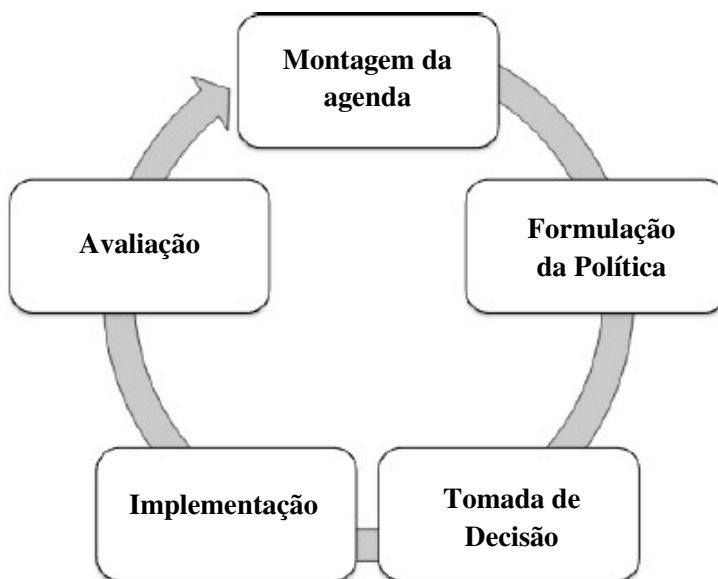 Montagem da
agenda
Formulação
da Política
Tomada de
Decisão
Implementação
Avaliação